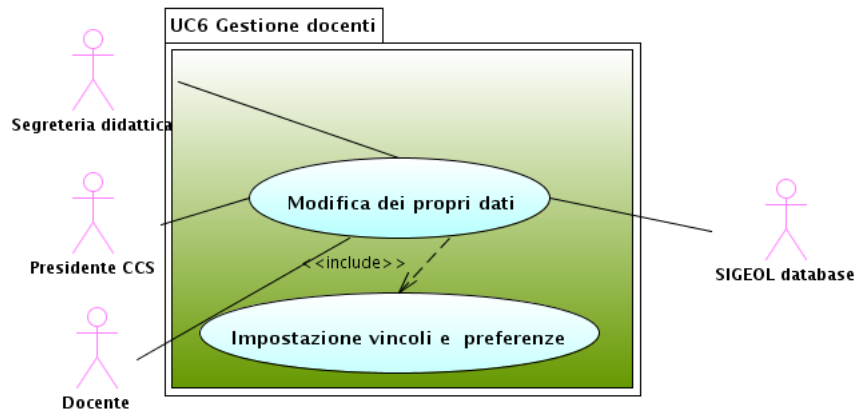 UC6 Gestione docenti
Segreteria didattica
Modifica dei propri dati
Presidente CCS
<<include>>
SIGEOL database
Impostazione vincoli e preferenze
Docente